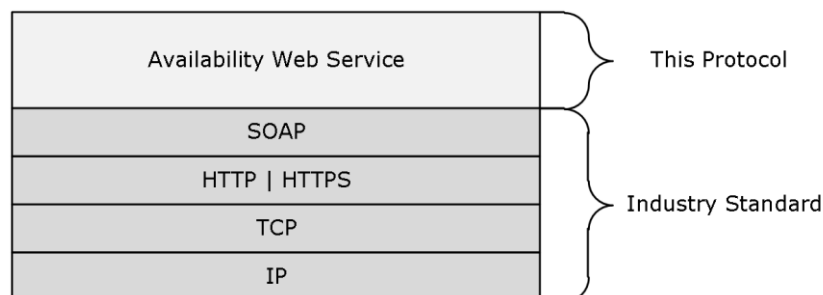 Availability Web Service
This Protocol
SOAP
HTTP | HTTPS
Industry Standard
TCP
IP